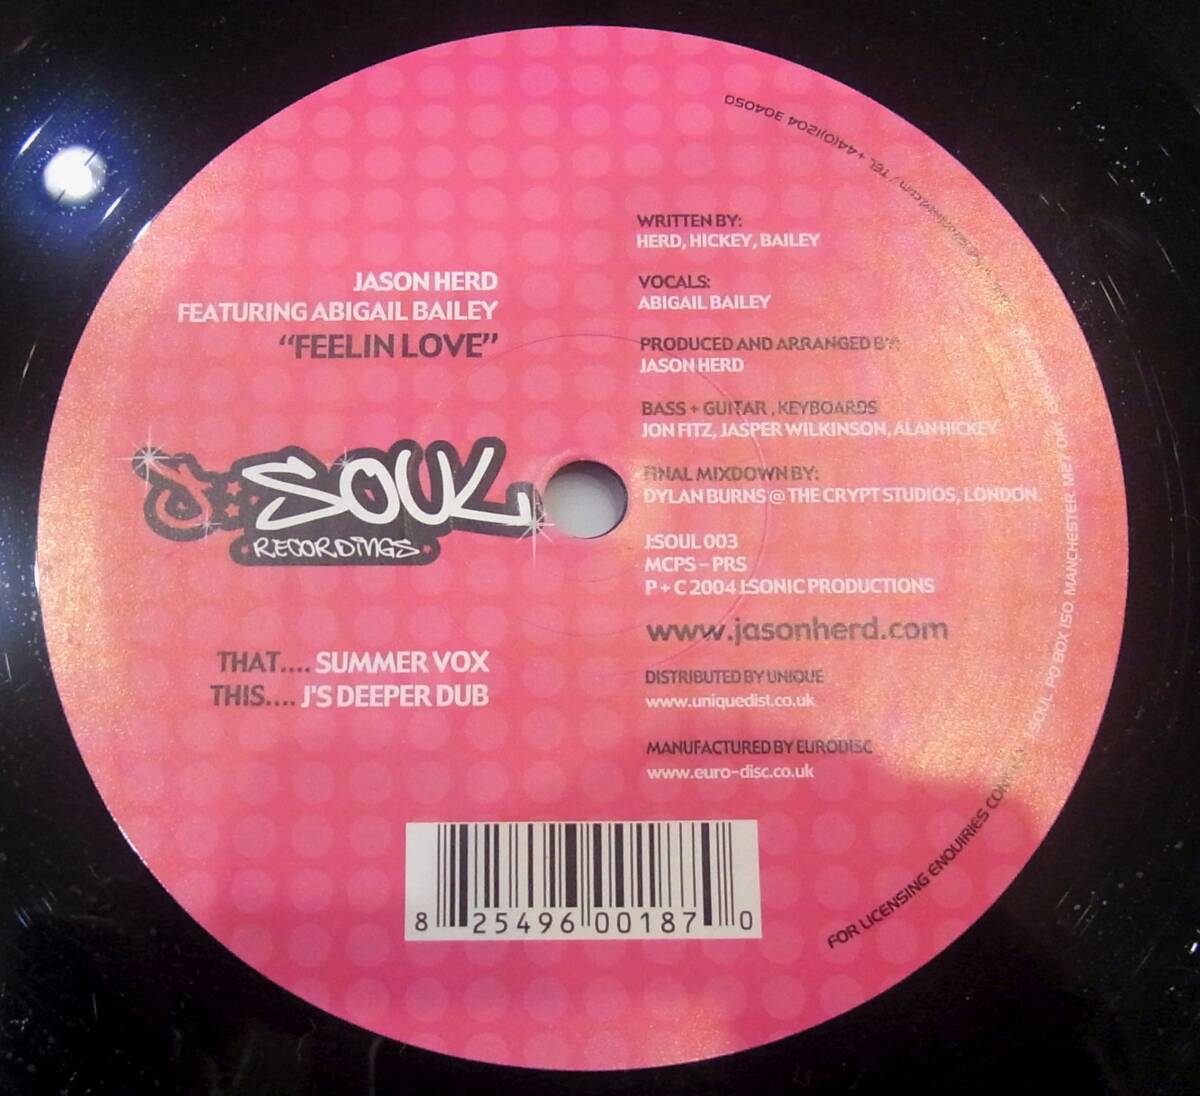 JASON HERD
FEATURING ABIGAIL BAILEY
“FEELIN LOVE”
J:SOUL
RECORDINGS
THAT.... SUMMER VOX
THIS.... J'S DEEPER DUB
WRITTEN BY:
HERD, HICKEY, BAILEY
VOCALS:
ABIGAIL BAILEY
PRODUCED AND ARRANGED BY:
JASON HERD
BASS + GUITAR , KEYBOARDS
JON FITZ, JASPER WILKINSON, ALAN HICKEY
FINAL MIXDOWN BY:
DYLAN BURNS @ THE CRYPT STUDIOS, LONDON.
J:SOUL 003
MCPS – PRS
P + C 2004 J:SONIC PRODUCTIONS
www.jasonherd.com
DISTRIBUTED BY UNIQUE
www.uniquedist.co.uk
MANUFACTURED BY EURODISC
www.euro-disc.co.uk
8 25496 00187 0
FOR LICENSING ENQUIRIES J:SOUL PO BOX 150. MANCHESTER. M27 / TEL +44(0)1204 304050